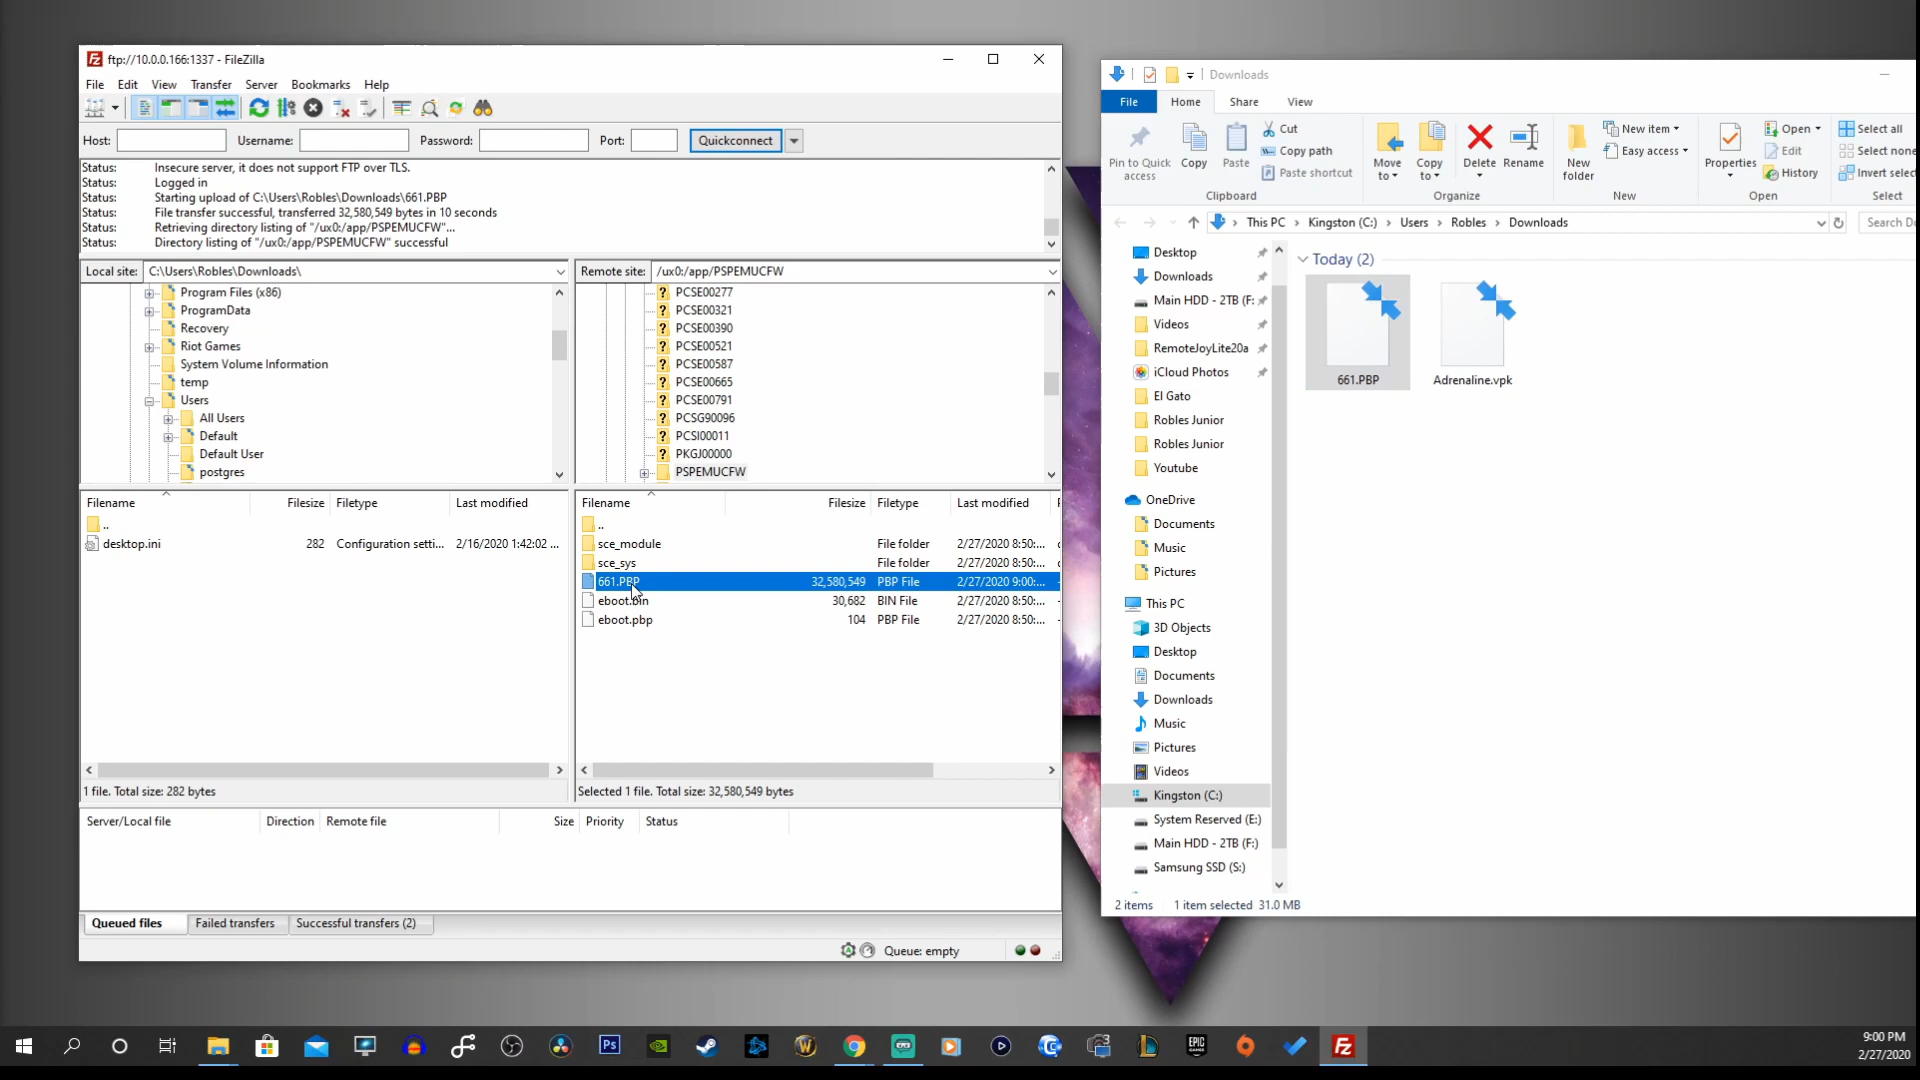 ftp://10.0.0.166:1337 - FileZilla
File Edit View Transfer Server Bookmarks Help
Host: Username: Password: Port: Quickconnect
Status: Insecure server, it does not support FTP over TLS.
Status: Logged in
Status: Starting upload of C:\Users\Robles\Downloads\661.PBP
Status: File transfer successful, transferred 32,580,549 bytes in 10 seconds
Status: Retrieving directory listing of "/ux0:/app/PSPEMUCFW"...
Status: Directory listing of "/ux0:/app/PSPEMUCFW" successful
Local site: C:\Users\Robles\Downloads\
Program Files (x86)
ProgramData
Recovery
Riot Games
System Volume Information
temp
Users
All Users
Default
Default User
postgres
Remote site: /ux0:/app/PSPEMUCFW
PCSE00277
PCSE00321
PCSE00390
PCSE00521
PCSE00587
PCSE00665
PCSE00791
PCSG90096
PCSI00011
PKGJ00000
PSPEMUCFW
Filename Filesize Filetype Last modified
..
desktop.ini 282 Configuration setti... 2/16/2020 1:42:02 ...
1 file. Total size: 282 bytes
Filename Filesize Filetype Last modified
..
sce_module File folder 2/27/2020 8:50:...
sce_sys File folder 2/27/2020 8:50:...
661.PBP 32,580,549 PBP File 2/27/2020 9:00:...
eboot.bin 30,682 BIN File 2/27/2020 8:50:...
eboot.pbp 104 PBP File 2/27/2020 8:50:...
Selected 1 file. Total size: 32,580,549 bytes
Server/Local file Direction Remote file Size Priority Status
Queued files Failed transfers Successful transfers (2)
Queue: empty
Downloads
File Home Share View
Pin to Quick access
Copy
Paste
Cut
Copy path
Paste shortcut
Clipboard
Move to
Copy to
Delete
Rename
Organize
New folder
New item
Easy access
New
Properties
Open
Edit
History
Open
Select all
Select none
Invert selec
Select
This PC > Kingston (C:) > Users > Robles > Downloads
Search Do
Desktop
Downloads
Main HDD - 2TB (F:
Videos
RemoteJoyLite20a
iCloud Photos
El Gato
Robles Junior
Robles Junior
Youtube
OneDrive
Documents
Music
Pictures
This PC
3D Objects
Desktop
Documents
Downloads
Music
Pictures
Videos
Kingston (C:)
System Reserved (E:)
Main HDD - 2TB (F:)
Samsung SSD (S:)
Today (2)
661.PBP
Adrenaline.vpk
2 items 1 item selected 31.0 MB
Ps
EPIC GAMES
Fz
9:00 PM
2/27/2020